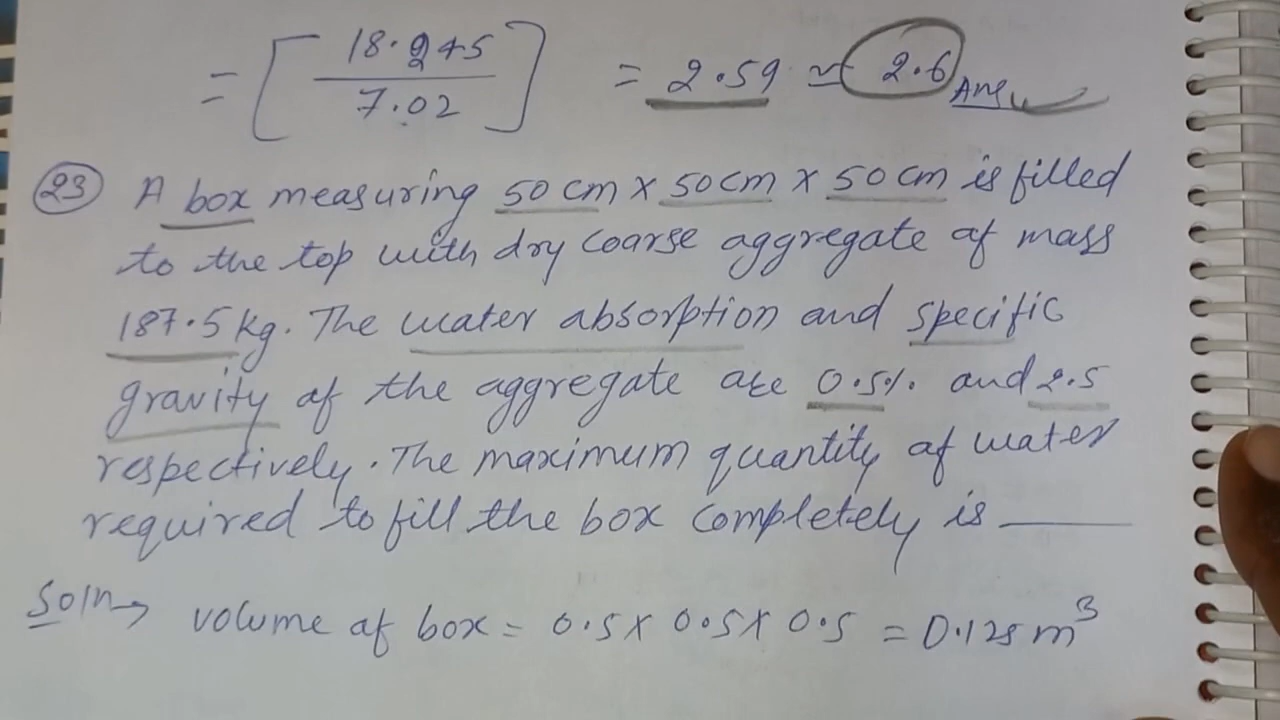 = [ 18.245 / 7.02 ] = 2.59 ≃ 2.6 Ans
23 A box measuring 50 cm x 50 cm x 50 cm is filled
to the top with dry coarse aggregate of mass
187.5 kg. The water absorption and specific
gravity of the aggregate are 0.5% and 2.5
respectively. The maximum quantity of water
required to fill the box completely is ______
Soln→ volume of box = 0.5 x 0.5 x 0.5 = 0.125 m³